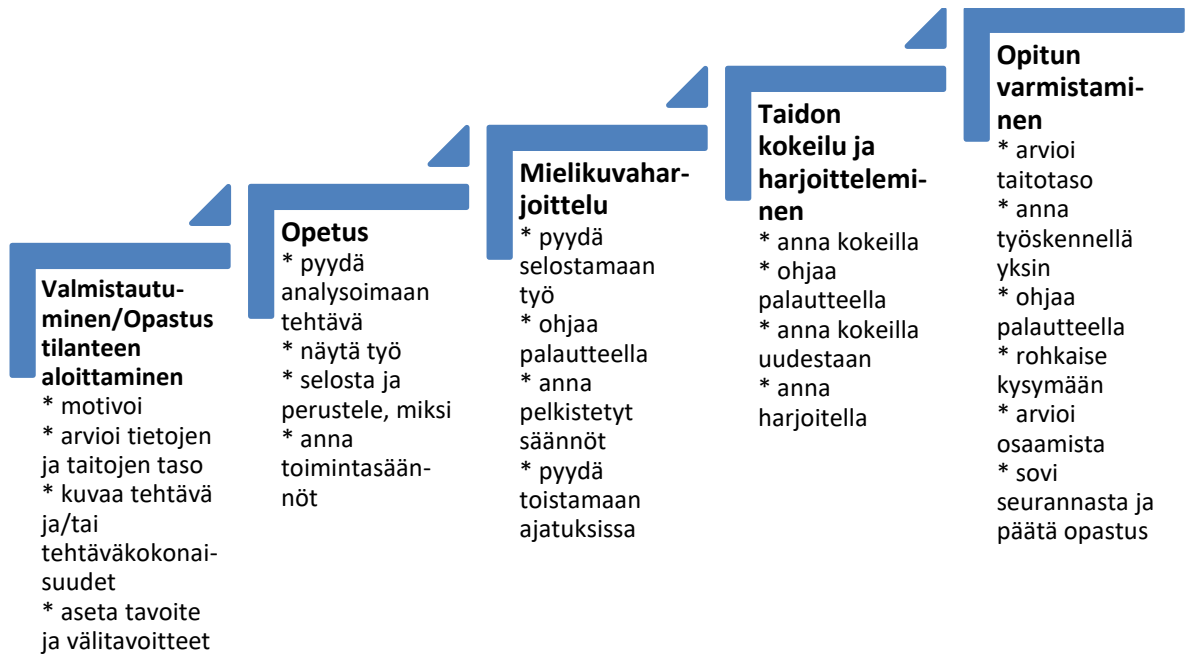 Valmistautu-
minen/Opastus
tilanteen
aloittaminen
* motivoi
* arvioi tietojen
ja taitojen taso
* kuvaa tehtävä
ja/tai
tehtäväkokonai-
suudet
* aseta tavoite
ja välitavoitteet
Opetus
* pyydä
analysoimaan
tehtävä
* näytä työ
* selosta ja
perustele, miksi
* anna
toimintasään-
nöt
Mielikuvahar-
joittelu
* pyydä
selostamaan
työ
* ohjaa
palautteella
* anna
pelkistetyt
säännöt
* pyydä
toistamaan
ajatuksissa
Taidon
kokeilu ja
harjoittelemi-
nen
* anna kokeilla
* ohjaa
palautteella
* anna kokeilla
uudestaan
* anna
harjoitella
Opitun
varmistami-
nen
* arvioi
taitotaso
* anna
työskennellä
yksin
* ohjaa
palautteella
* rohkaise
kysymään
* arvioi
osaamista
* sovi
seurannasta ja
päätä opastus